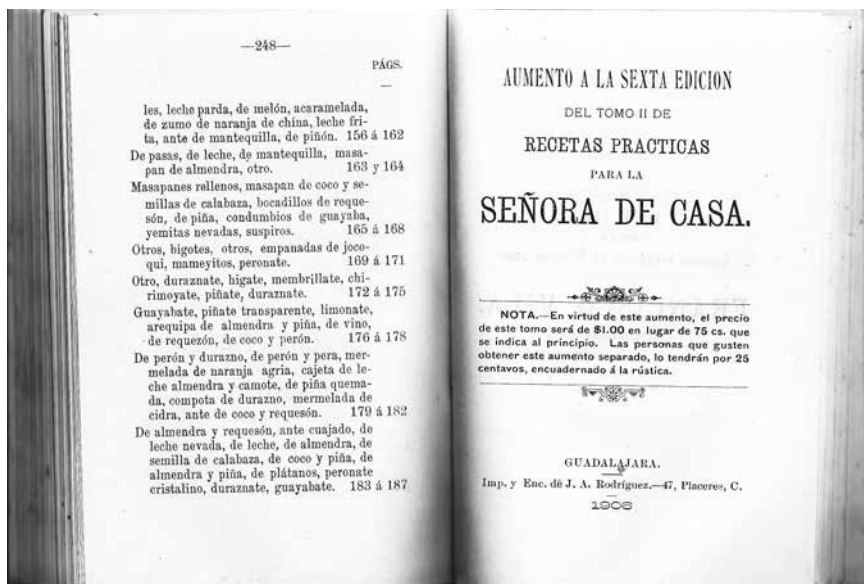 —248—
PÁGS.
les, leche parda, de melón, acaramelada,
de zumo de naranja de china, leche fri-
ta, ante de mantequilla, de piñón. 156 á 162
De pasas, de leche, de mantequilla, masa-
pan de almendra, otro. 163 y 164
Masapanes rellenos, masapan de coco y se-
millas de calabaza, bocadillos de reque-
són, de piña, condumbios de guayaba,
yemitas nevadas, suspiros. 165 á 168
Otros, bigotes, otros, empanadas de joco-
qui, mameyitos, peronate. 169 á 171
Otro, duraznate, higate, membrillate, chi-
rimoyate, piñate, duraznate. 172 á 175
Guayabate, piñate transparente, limonate,
arequipa de almendra y piña, de vino,
de requezón, de coco y perón. 176 á 178
De perón y durazno, de perón y pera, mer-
melada de naranja agria, cajeta de le-
che almendra y camote, de piña quema-
da, compota de durazno, mermelada de
cidra, ante de coco y requesón. 179 á 182
De almendra y requesón, ante cuajado, de
leche nevada, de leche, de almendra, de
semilla de calabaza, de coco y piña, de
almendra y piña, de plátanos, peronate
cristalino, duraznate, guayabate. 183 á 187
AUMENTO A LA SEXTA EDICION
DEL TOMO II DE
RECETAS PRACTICAS
PARA LA
SEÑORA DE CASA.
NOTA.—En virtud de este aumento, el precio
de este tomo será de $1.00 en lugar de 75 cs. que
se indica al principio. Las personas que gusten
obtener este aumento separado, lo tendrán por 25
centavos, encuadernado á la rústica.
GUADALAJARA.
Imp. y Enc. de J. A. Rodríguez.—47, Placeres, C.